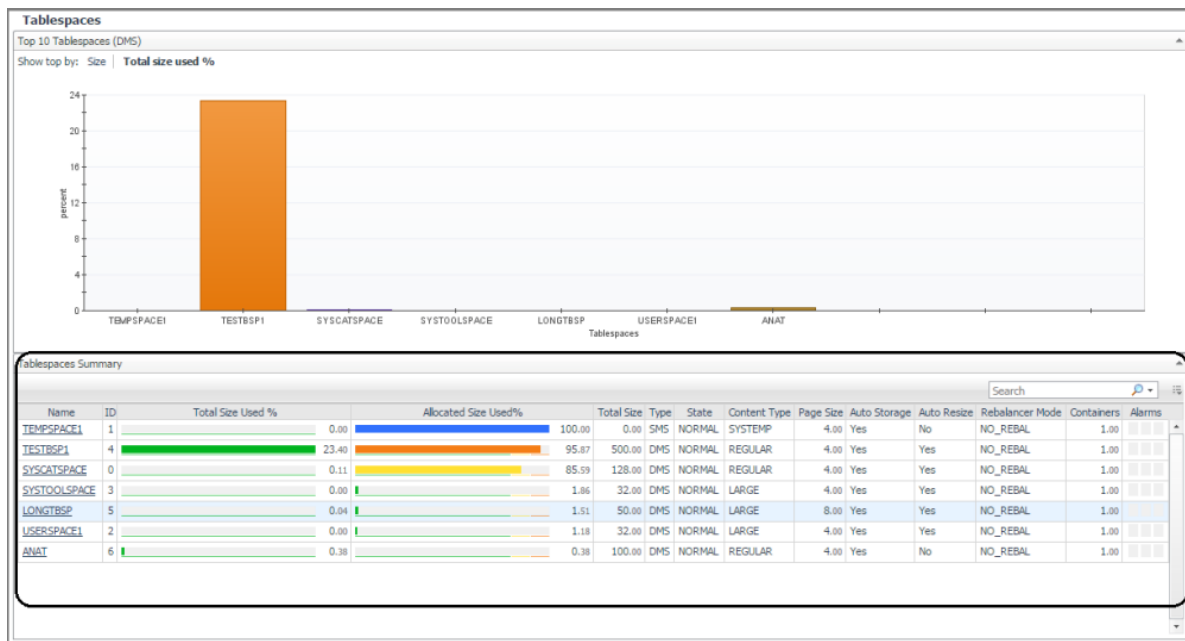 Tablespaces
Top 10 Tablespaces (DMS)
Show top by: Size | Total size used %
24
20
16
12
8
4
0
percent
TEMPSPACE1 TESTBSP1 SYSCATSPACE SYSTOOLSPACE LONGTBSP USERSPACE1 ANAT
Tablespaces
Tablespaces Summary
Search
Name ID Total Size Used % Allocated Size Used% Total Size Type State Content Type Page Size Auto Storage Auto Resize Rebalancer Mode Containers Alarms
TEMPSPACE1 1 0.00 100.00 0.00 SMS NORMAL SYSTEMP 4.00 Yes No NO_REBAL 1.00
TESTBSP1 4 23.40 95.87 500.00 DMS NORMAL REGULAR 4.00 Yes Yes NO_REBAL 1.00
SYSCATSPACE 0 0.11 85.59 128.00 DMS NORMAL REGULAR 4.00 Yes Yes NO_REBAL 1.00
SYSTOOLSPACE 3 0.00 1.86 32.00 DMS NORMAL LARGE 4.00 Yes Yes NO_REBAL 1.00
LONGTBSP 5 0.04 1.51 50.00 DMS NORMAL LARGE 8.00 Yes Yes NO_REBAL 1.00
USERSPACE1 2 0.00 1.18 32.00 DMS NORMAL LARGE 4.00 Yes Yes NO_REBAL 1.00
ANAT 6 0.38 0.38 100.00 DMS NORMAL REGULAR 4.00 Yes No NO_REBAL 1.00